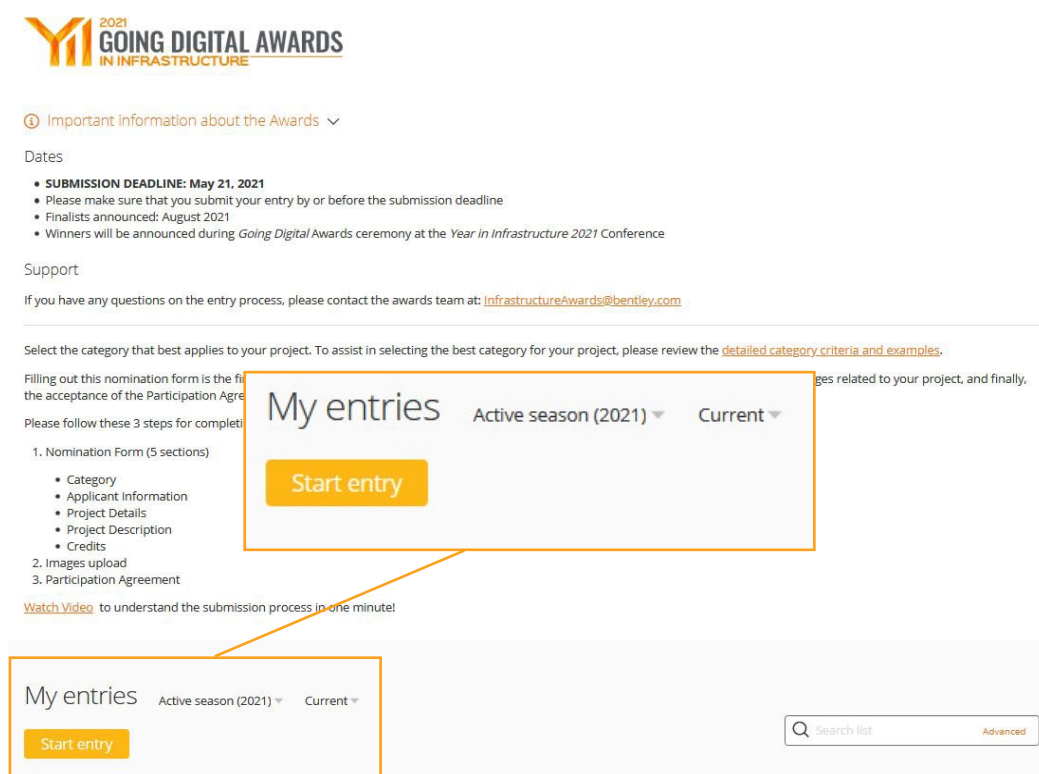 2021
GOING DIGITAL AWARDS
IN INFRASTRUCTURE
Important information about the Awards
Dates
• SUBMISSION DEADLINE: May 21, 2021
• Please make sure that you submit your entry by or before the submission deadline
• Finalists announced: August 2021
• Winners will be announced during Going Digital Awards ceremony at the Year in Infrastructure 2021 Conference
Support
If you have any questions on the entry process, please contact the awards team at: InfrastructureAwards@bentley.com
Select the category that best applies to your project. To assist in selecting the best category for your project, please review the detailed category criteria and examples.
Filling out this nomination form is the related to your project, and finally,
the acceptance of the Participation
Please follow these 3 steps for
1. Nomination Form (5 sections)
• Category
• Applicant Information
• Project Details
• Project Description
• Credits
2. Images upload
3. Participation Agreement
Watch Video to understand the submission process in one minute!
My entries Active season (2021) Current
Start entry
My entries Active season (2021) Current
Start entry
Search list Advanced